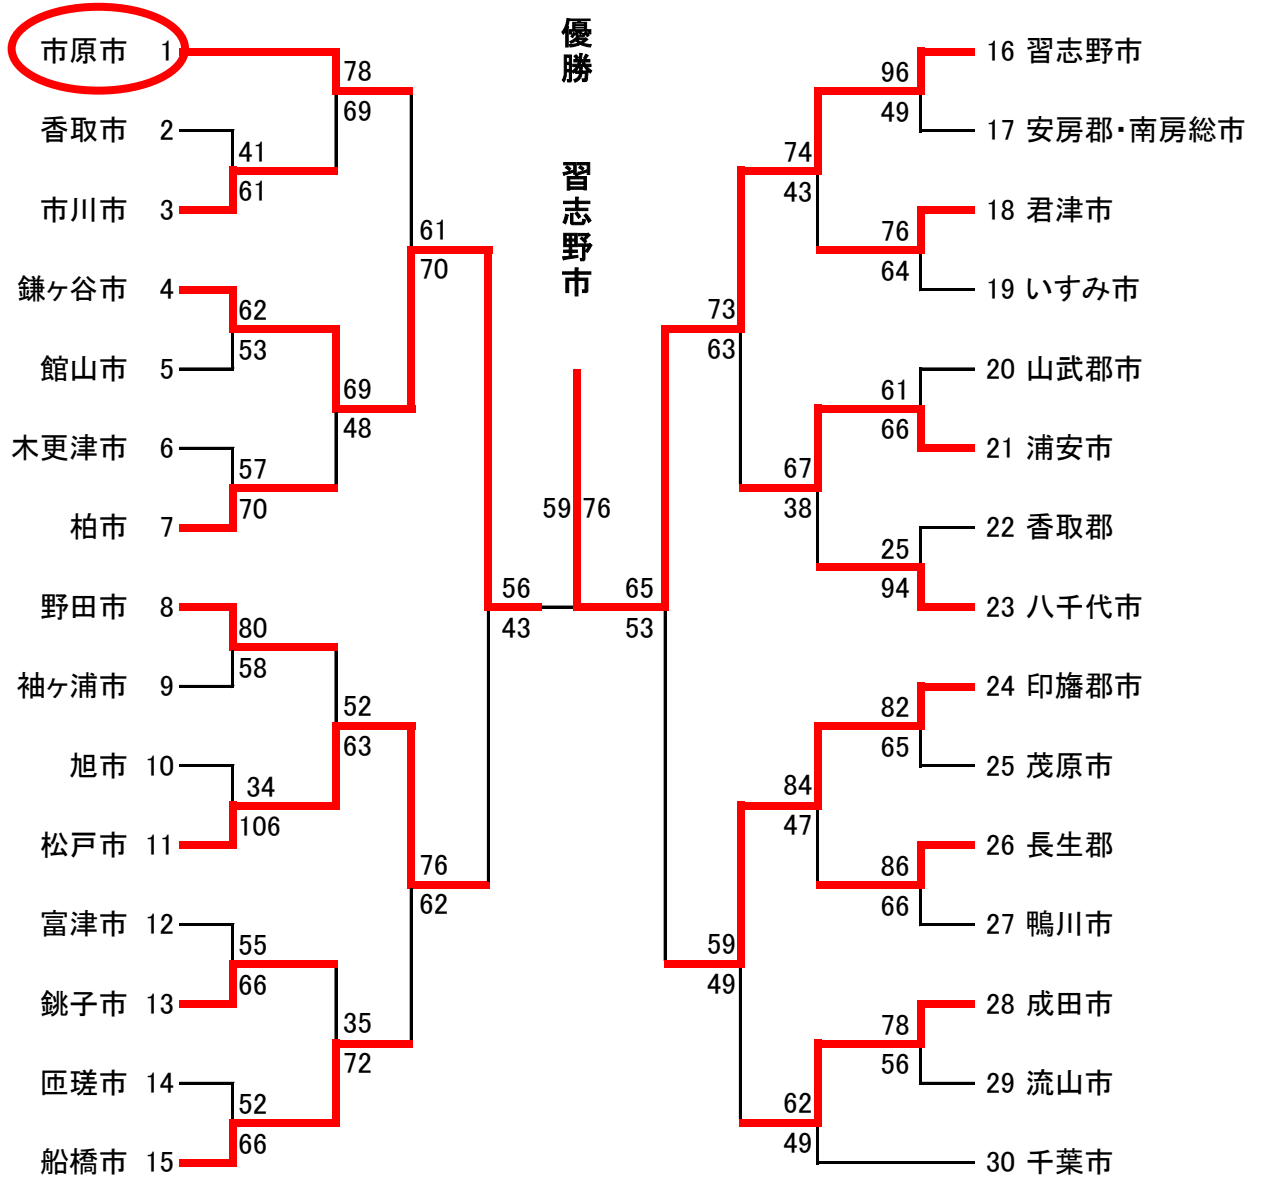 優勝
習志野市
市原市 1
香取市 2
市川市 3
鎌ヶ谷市 4
館山市 5
木更津市 6
柏市 7
野田市 8
袖ヶ浦市 9
旭市 10
松戸市 11
富津市 12
銚子市 13
匝瑳市 14
船橋市 15
41
61
62
53
57
70
80
58
34
106
55
66
52
66
78
69
69
48
52
63
35
72
61
70
76
62
56
43
59 76
65
53
73
63
59
49
74
43
67
38
84
47
62
49
96
49
76
64
61
66
25
94
82
65
86
66
78
56
16 習志野市
17 安房郡・南房総市
18 君津市
19 いすみ市
20 山武郡市
21 浦安市
22 香取郡
23 八千代市
24 印旛郡市
25 茂原市
26 長生郡
27 鴨川市
28 成田市
29 流山市
30 千葉市